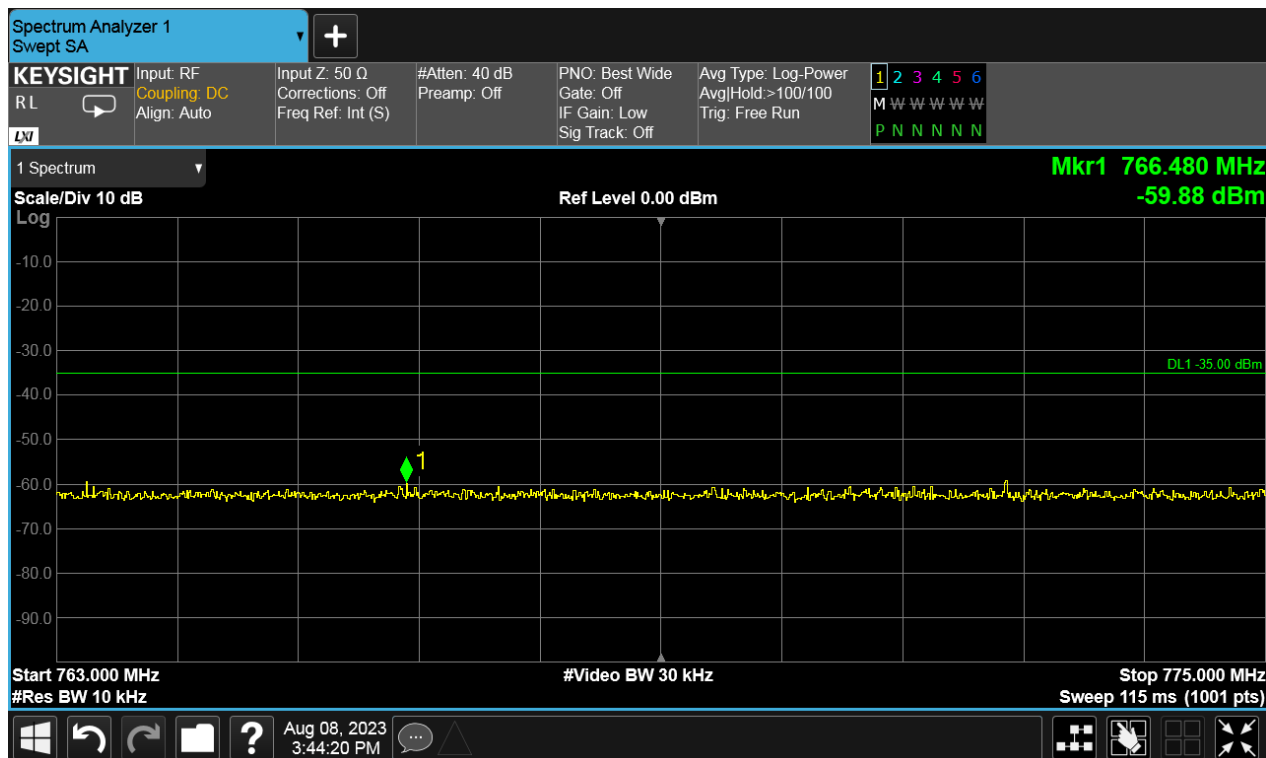 Spectrum Analyzer 1
Swept SA
KEYSIGHT
RL
LXI
Input: RF
Coupling: DC
Align: Auto
Input Z: 50 Ω
Corrections: Off
Freq Ref: Int (S)
#Atten: 40 dB
Preamp: Off
PNO: Best Wide
Gate: Off
IF Gain: Low
Sig Track: Off
Avg Type: Log-Power
Avg|Hold:>100/100
Trig: Free Run
1 2 3 4 5 6
M W W W W W
P N N N N N
1 Spectrum
Mkr1 766.480 MHz
-59.88 dBm
Scale/Div 10 dB
Ref Level 0.00 dBm
Log
-10.0
-20.0
-30.0
DL1 -35.00 dBm
-40.0
-50.0
1
-60.0
-70.0
-80.0
-90.0
Start 763.000 MHz
#Video BW 30 kHz
Stop 775.000 MHz
#Res BW 10 kHz
Sweep 115 ms (1001 pts)
?
Aug 08, 2023
3:44:20 PM